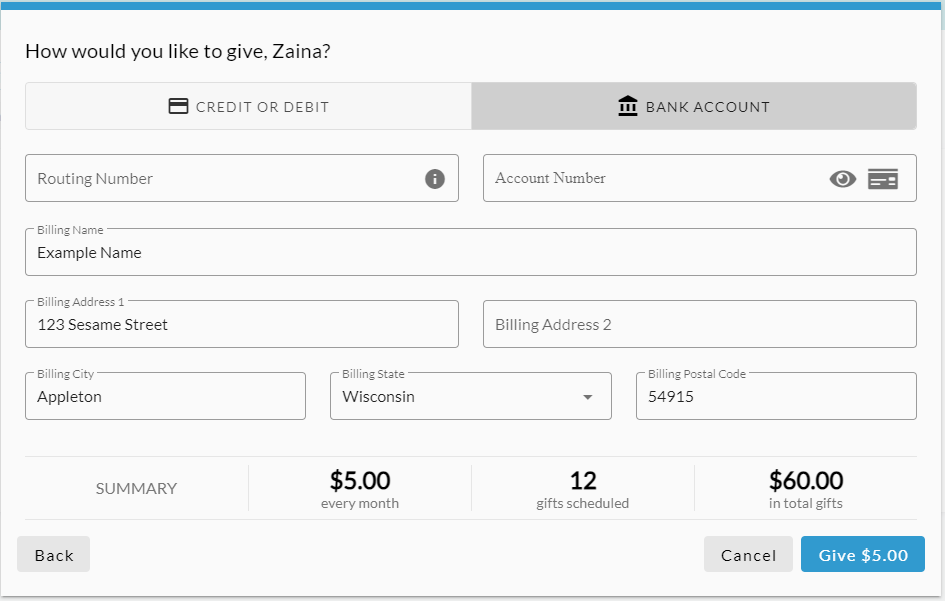 How would you like to give, Zaina?
CREDIT OR DEBIT
BANK ACCOUNT
Routing Number
Account Number
Billing Name
Example Name
Billing Address 1
123 Sesame Street
Billing Address 2
Billing City
Appleton
Billing State
Wisconsin
Billing Postal Code
54915
SUMMARY
$5.00
every month
12
gifts scheduled
$60.00
in total gifts
Back
Cancel
Give $5.00